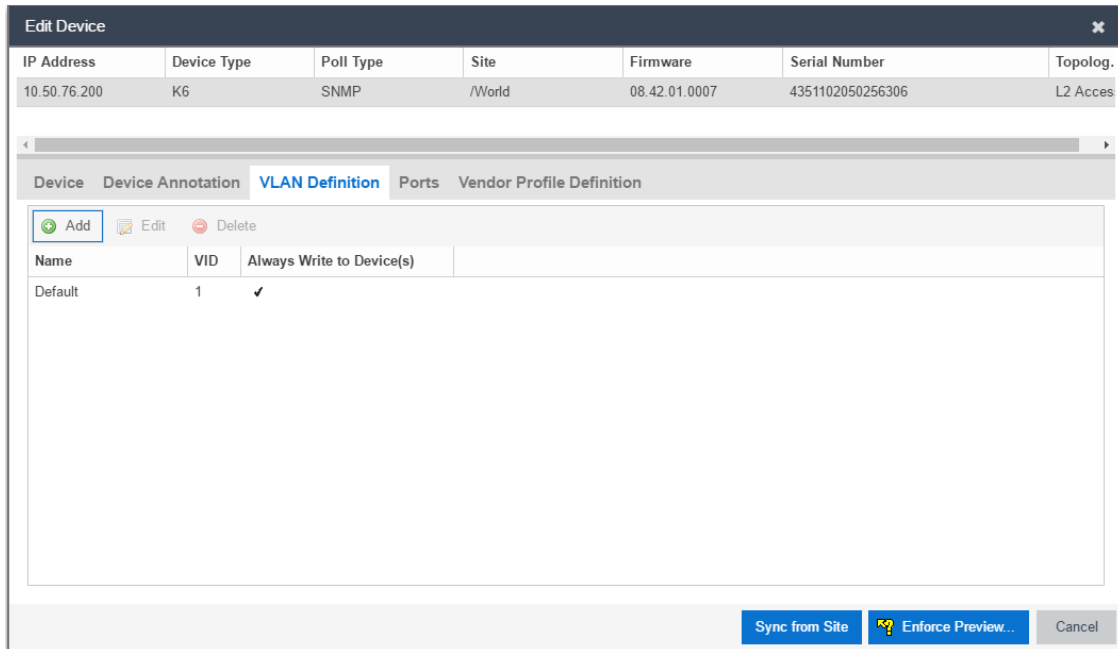 Edit Device
IP Address Device Type Poll Type Site Firmware Serial Number Topolog.
10.50.76.200 K6 SNMP /World 08.42.01.0007 4351102050256306 L2 Acces
Device Device Annotation VLAN Definition Ports Vendor Profile Definition
Add Edit Delete
Name VID Always Write to Device(s)
Default 1 ✔
Sync from Site Enforce Preview... Cancel